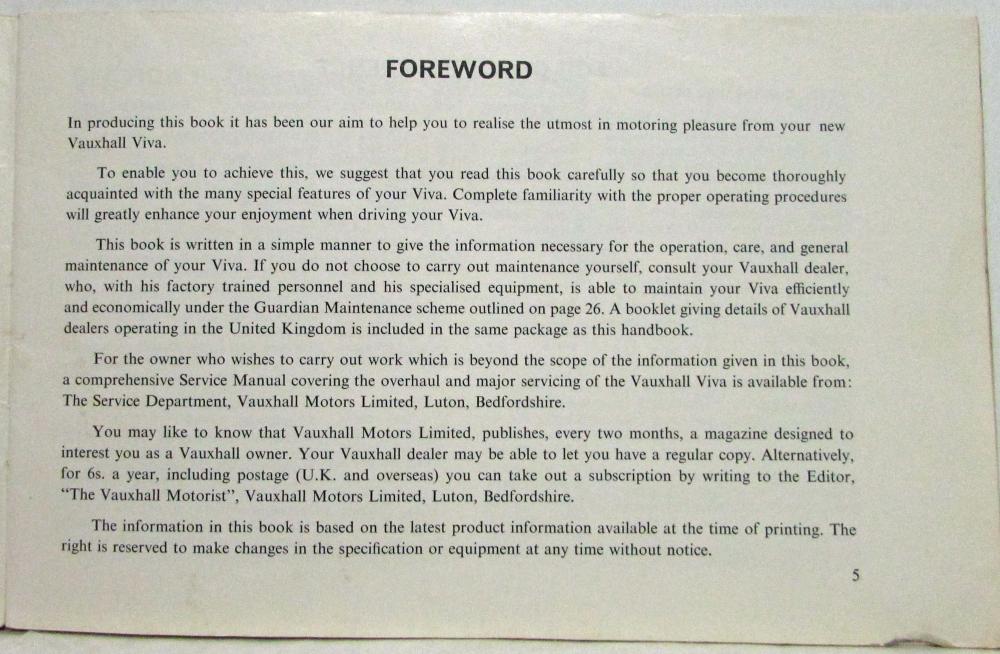 FOREWORD
In producing this book it has been our aim to help you to realise the utmost in motoring pleasure from your new
Vauxhall Viva.
To enable you to achieve this, we suggest that you read this book carefully so that you become thoroughly
acquainted with the many special features of your Viva. Complete familiarity with the proper operating procedures
will greatly enhance your enjoyment when driving your Viva.
This book is written in a simple manner to give the information necessary for the operation, care, and general
maintenance of your Viva. If you do not choose to carry out maintenance yourself, consult your Vauxhall dealer,
who, with his factory trained personnel and his specialised equipment, is able to maintain your Viva efficiently
and economically under the Guardian Maintenance scheme outlined on page 26. A booklet giving details of Vauxhall
dealers operating in the United Kingdom is included in the same package as this handbook.
For the owner who wishes to carry out work which is beyond the scope of the information given in this book,
a comprehensive Service Manual covering the overhaul and major servicing of the Vauxhall Viva is available from:
The Service Department, Vauxhall Motors Limited, Luton, Bedfordshire.
You may like to know that Vauxhall Motors Limited, publishes, every two months, a magazine designed to
interest you as a Vauxhall owner. Your Vauxhall dealer may be able to let you have a regular copy. Alternatively,
for 6s. a year, including postage (U.K. and overseas) you can take out a subscription by writing to the Editor,
“The Vauxhall Motorist”, Vauxhall Motors Limited, Luton, Bedfordshire.
The information in this book is based on the latest product information available at the time of printing. The
right is reserved to make changes in the specification or equipment at any time without notice.
5